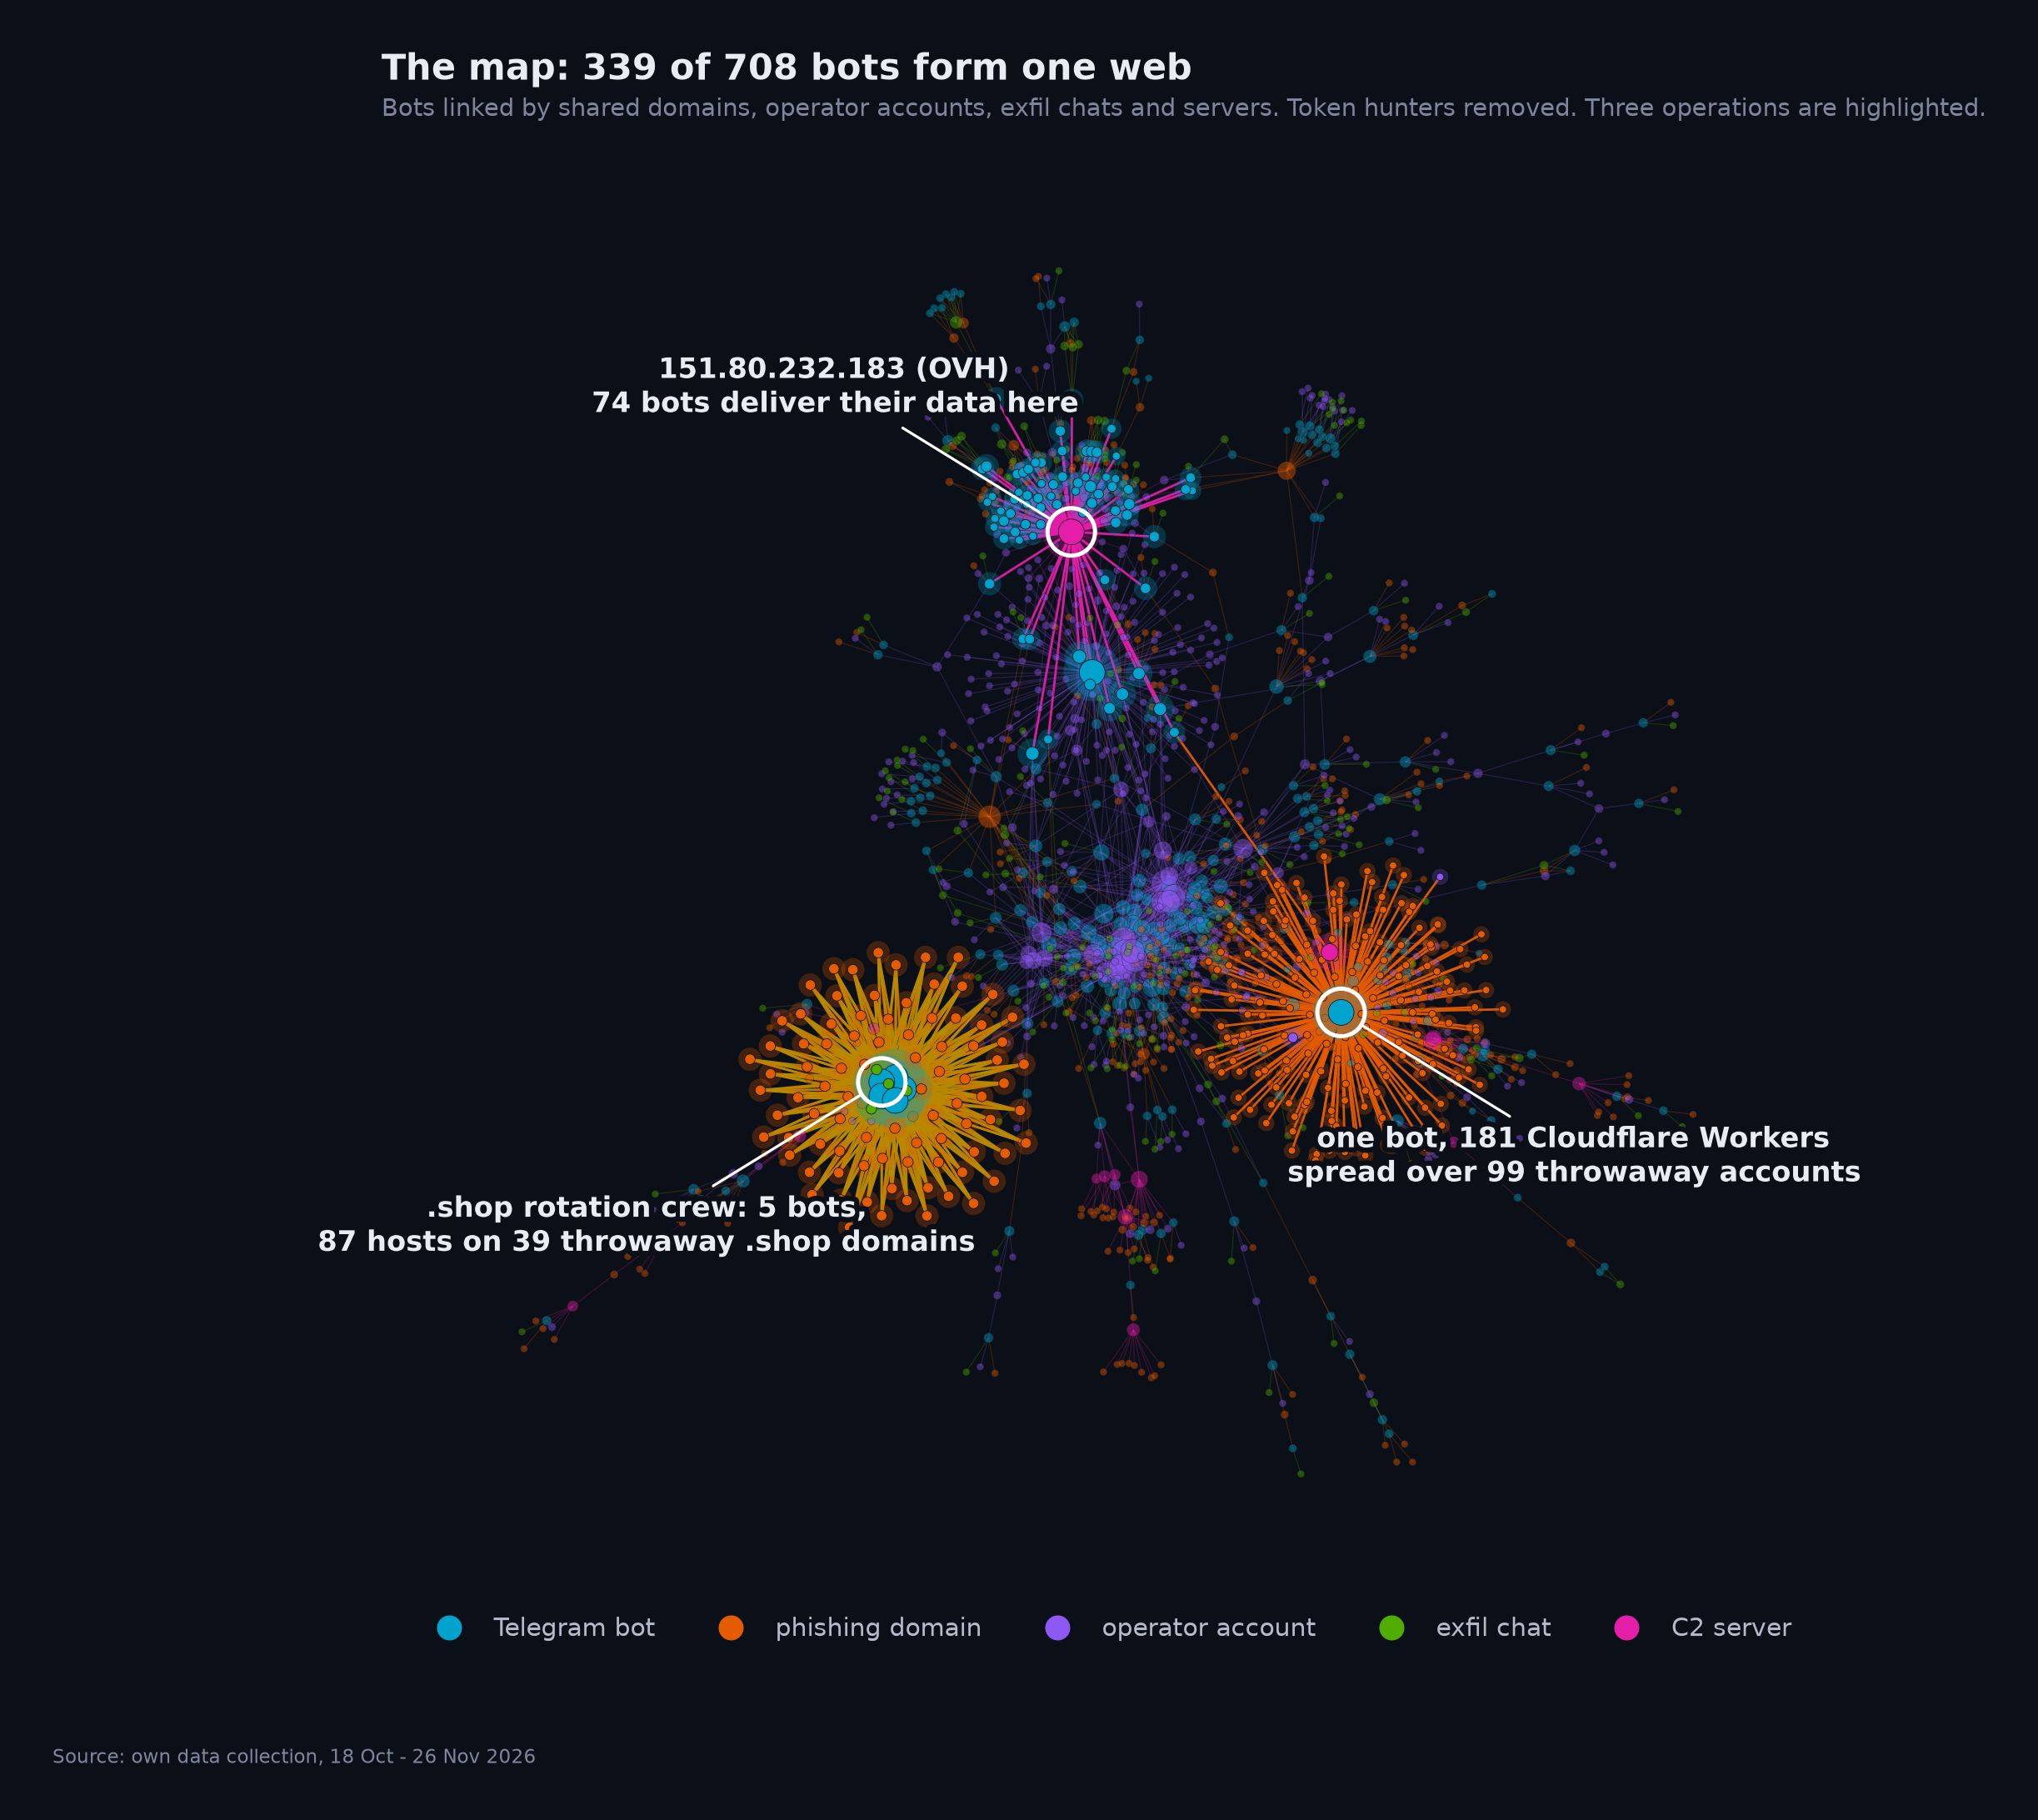 The map: 339 of 708 bots form one web
Bots linked by shared domains, operator accounts, exfil chats and servers. Token hunters removed. Three operations are highlighted.
151.80.232.183 (OVH)
74 bots deliver their data here
one bot, 181 Cloudflare Workers
spread over 99 throwaway accounts
.shop rotation crew: 5 bots,
87 hosts on 39 throwaway .shop domains
Telegram bot
phishing domain
operator account
exfil chat
C2 server
Source: own data collection, 18 Oct - 26 Nov 2026